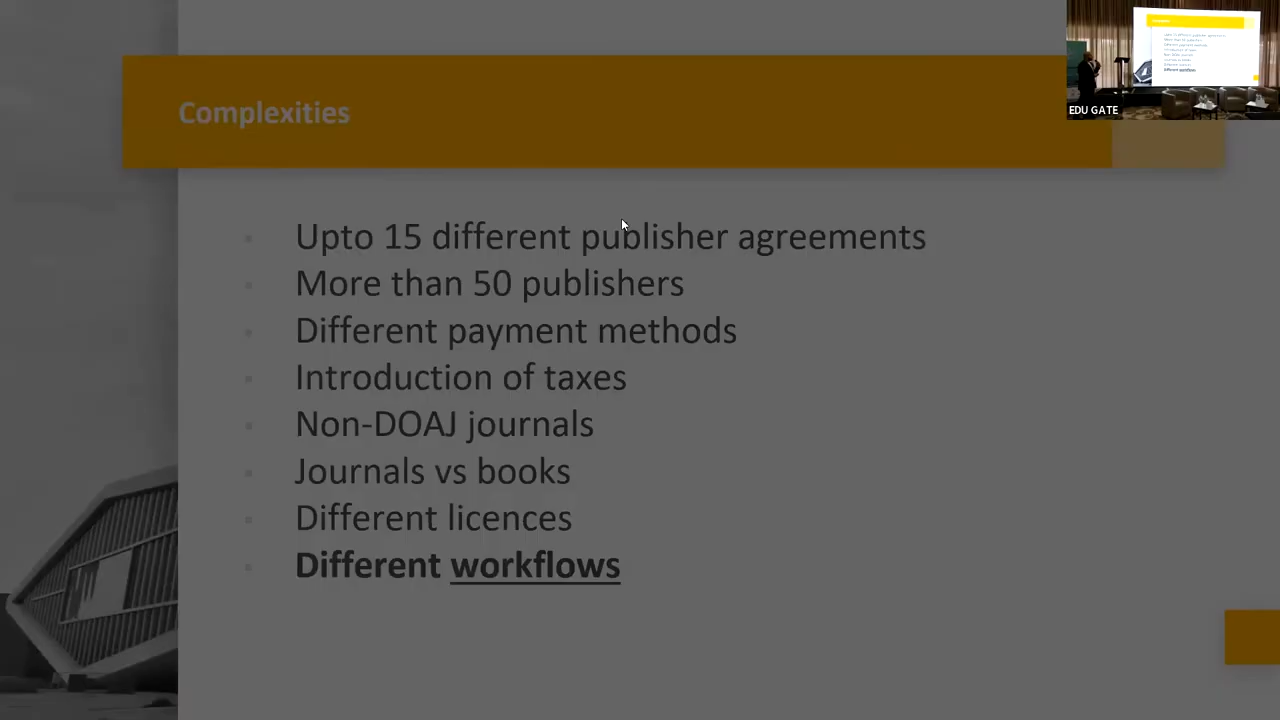 Complexities
Upto 15 different publisher agreements
More than 50 publishers
Different payment methods
Introduction of taxes
Non-DOAJ journals
Journals vs books
Different licences
Different workflows
EDU GATE